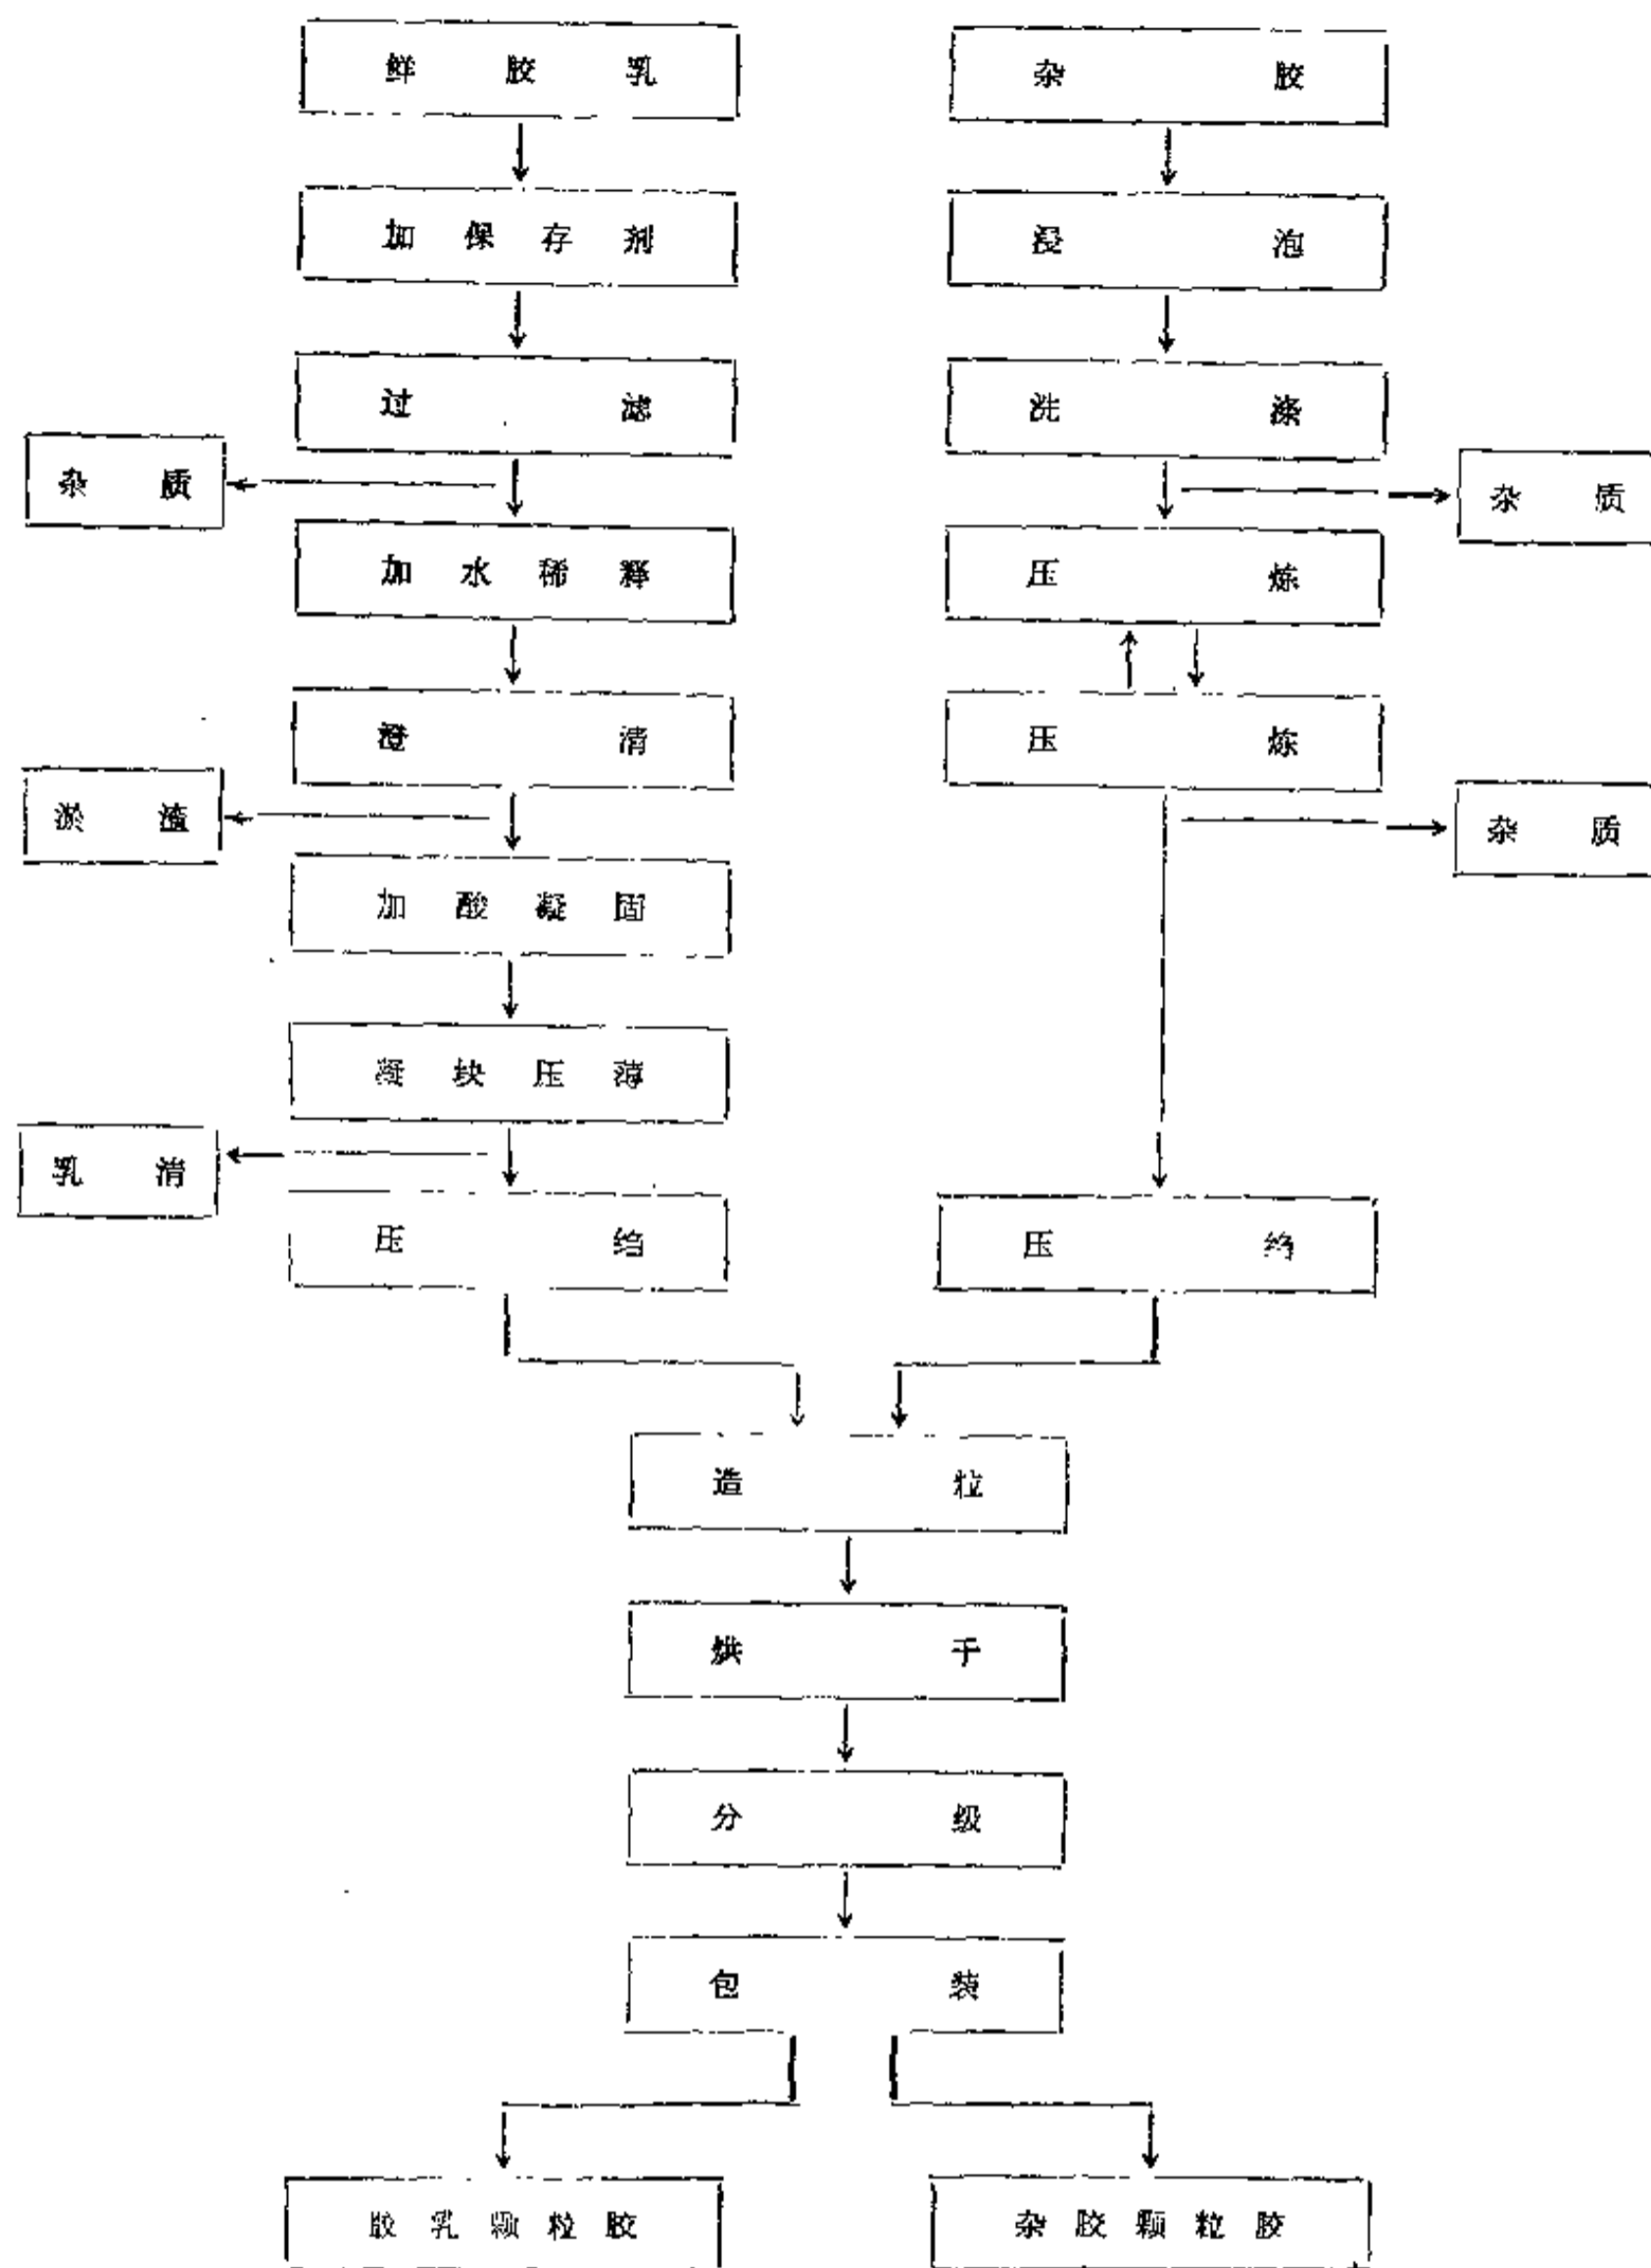 鲜胶乳
杂胶
加保存剂
浸泡
过滤
洗涤
杂质
杂质
加水稀释
压炼
澄清
压炼
淤渣
杂质
加酸凝固
凝块压薄
乳清
压绉
压绉
造粒
烘干
分级
包装
胶乳颗粒胶
杂胶颗粒胶